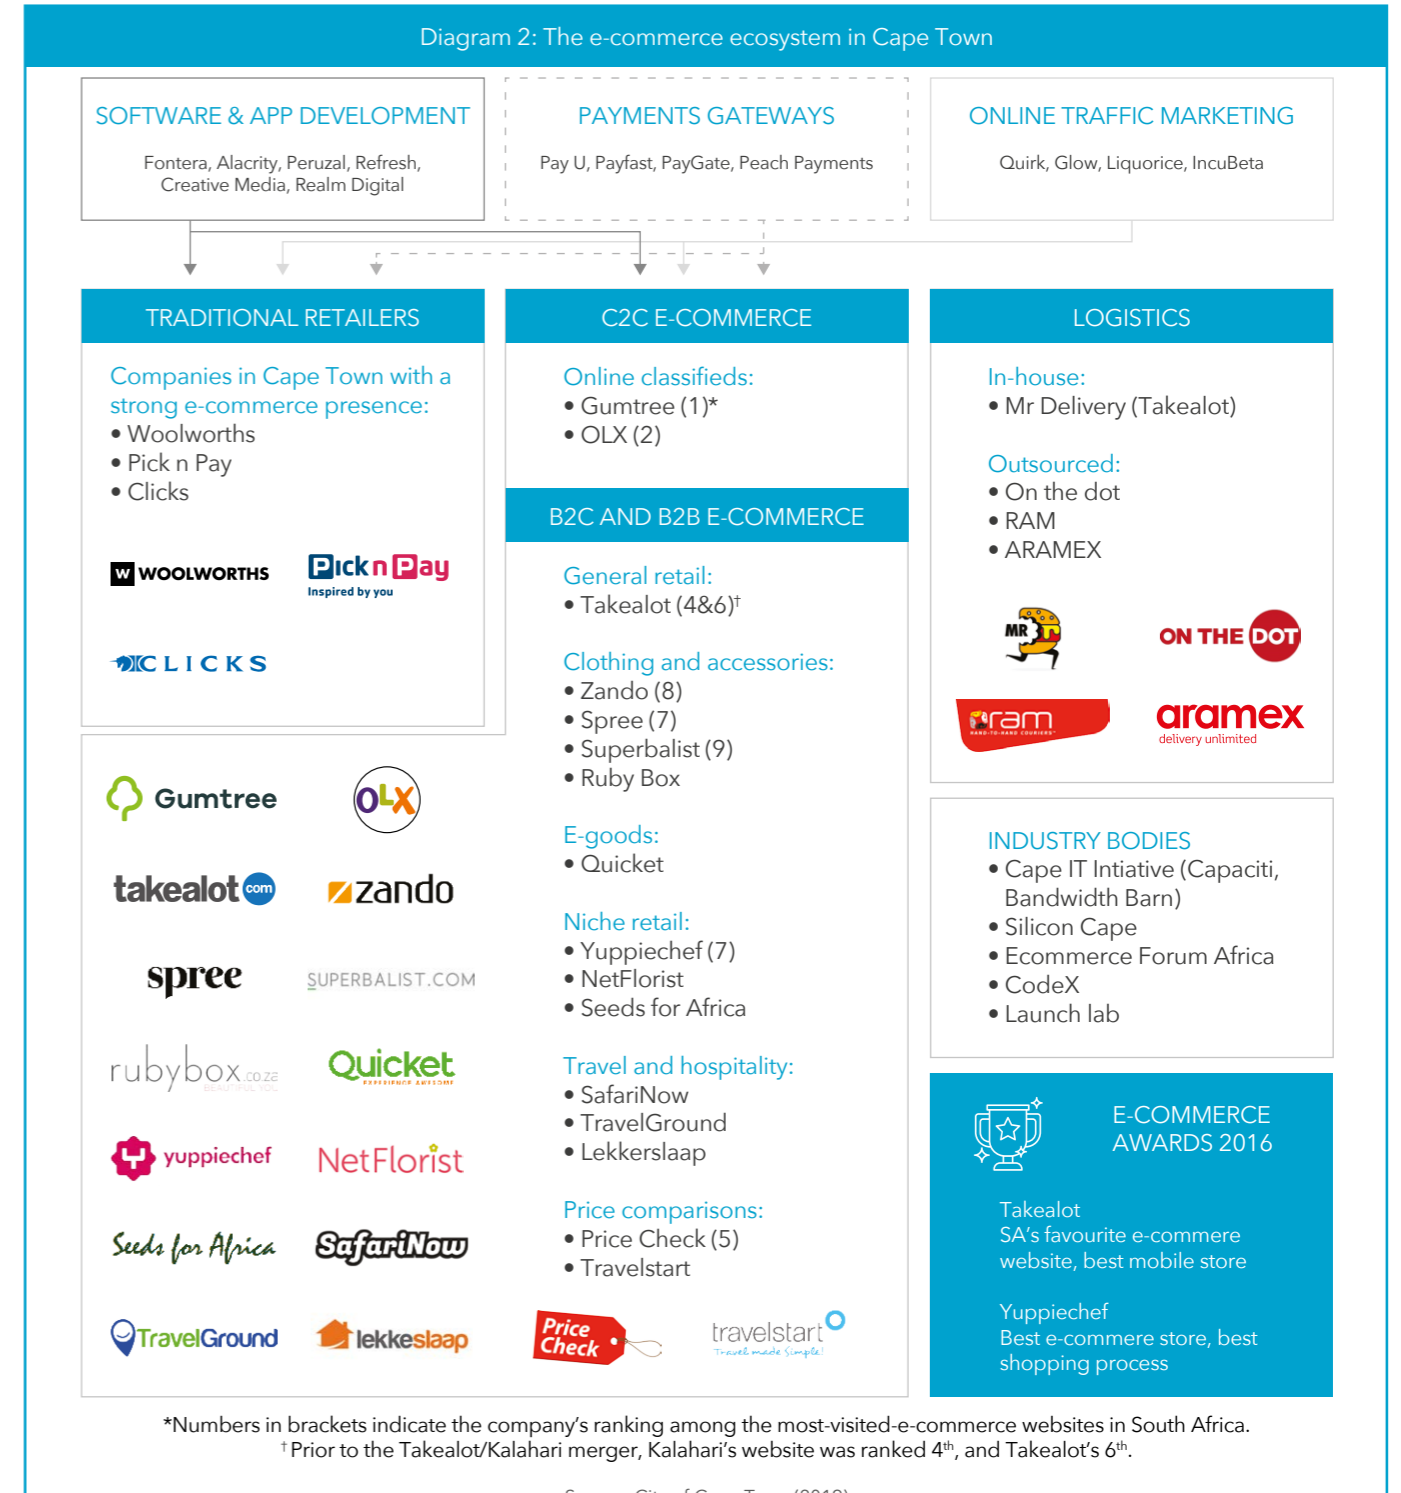 Diagram 2: The e-commerce ecosystem in Cape Town
SOFTWARE & APP DEVELOPMENT
Fontera, Alacrity, Peruzal, Refresh,
Creative Media, Realm Digital
PAYMENTS GATEWAYS
Pay U, Payfast, PayGate, Peach Payments
ONLINE TRAFFIC MARKETING
Quirk, Glow, Liquorice, IncuBeta
TRADITIONAL RETAILERS
Companies in Cape Town with a
strong e-commerce presence:
• Woolworths
• Pick n Pay
• Clicks
W WOOLWORTHS
Pick n Pay
Inspired by you
CLICKS
C2C E-COMMERCE
Online classifieds:
• Gumtree (1)*
• OLX (2)
B2C AND B2B E-COMMERCE
General retail:
• Takealot (4&6)†
Clothing and accessories:
• Zando (8)
• Spree (7)
• Superbalist (9)
• Ruby Box
E-goods:
• Quicket
Niche retail:
• Yuppiechef (7)
• NetFlorist
• Seeds for Africa
Travel and hospitality:
• SafariNow
• TravelGround
• Lekkerslaap
Price comparisons:
• Price Check (5)
• Travelstart
Gumtree
OLX
takealot com
zando
spree
SUPERBALIST.COM
rubybox.co.za
BEAUTIFUL YOU
Quicket
EXPERIENCE AWESOME
yuppiechef
NetFlorist
Seeds for Africa
SafariNow
TravelGround
lekkeslaap
Price
Check
travelstart
Travel made Simple!
LOGISTICS
In-house:
• Mr Delivery (Takealot)
Outsourced:
• On the dot
• RAM
• ARAMEX
MR D
ON THE DOT
ram
HAND-TO-HAND COURIERS
aramex
delivery unlimited
INDUSTRY BODIES
• Cape IT Intiative (Capaciti,
Bandwidth Barn)
• Silicon Cape
• Ecommerce Forum Africa
• CodeX
• Launch lab
E-COMMERCE
AWARDS 2016
Takealot
SA's favourite e-commere
website, best mobile store
Yuppiechef
Best e-commere store, best
shopping process
*Numbers in brackets indicate the company's ranking among the most-visited-e-commerce websites in South Africa.
† Prior to the Takealot/Kalahari merger, Kalahari's website was ranked 4th, and Takealot's 6th.